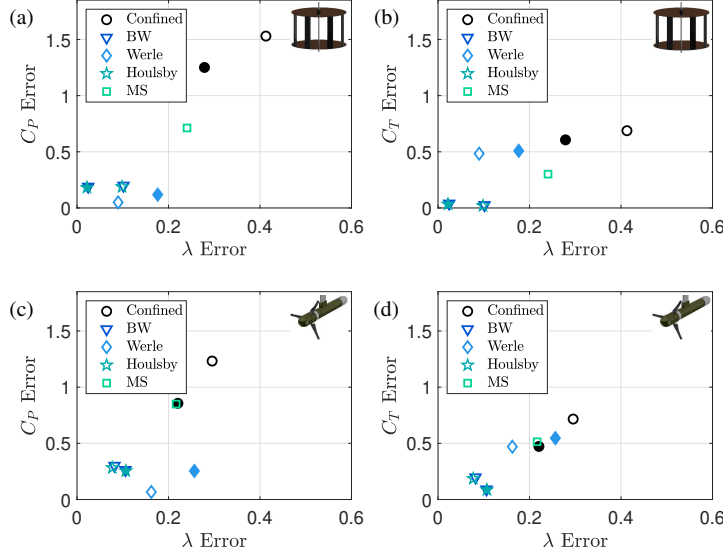 (a)
1.5
1
0.5
0
0
0.2
0.4
0.6
C_P Error
λ Error
Confined
BW
Werle
Houlsby
MS
(b)
1.5
1
0.5
0
0
0.2
0.4
0.6
C_T Error
λ Error
Confined
BW
Werle
Houlsby
MS
(c)
1.5
1
0.5
0
0
0.2
0.4
0.6
C_P Error
λ Error
Confined
BW
Werle
Houlsby
MS
(d)
1.5
1
0.5
0
0
0.2
0.4
0.6
C_T Error
λ Error
Confined
BW
Werle
Houlsby
MS